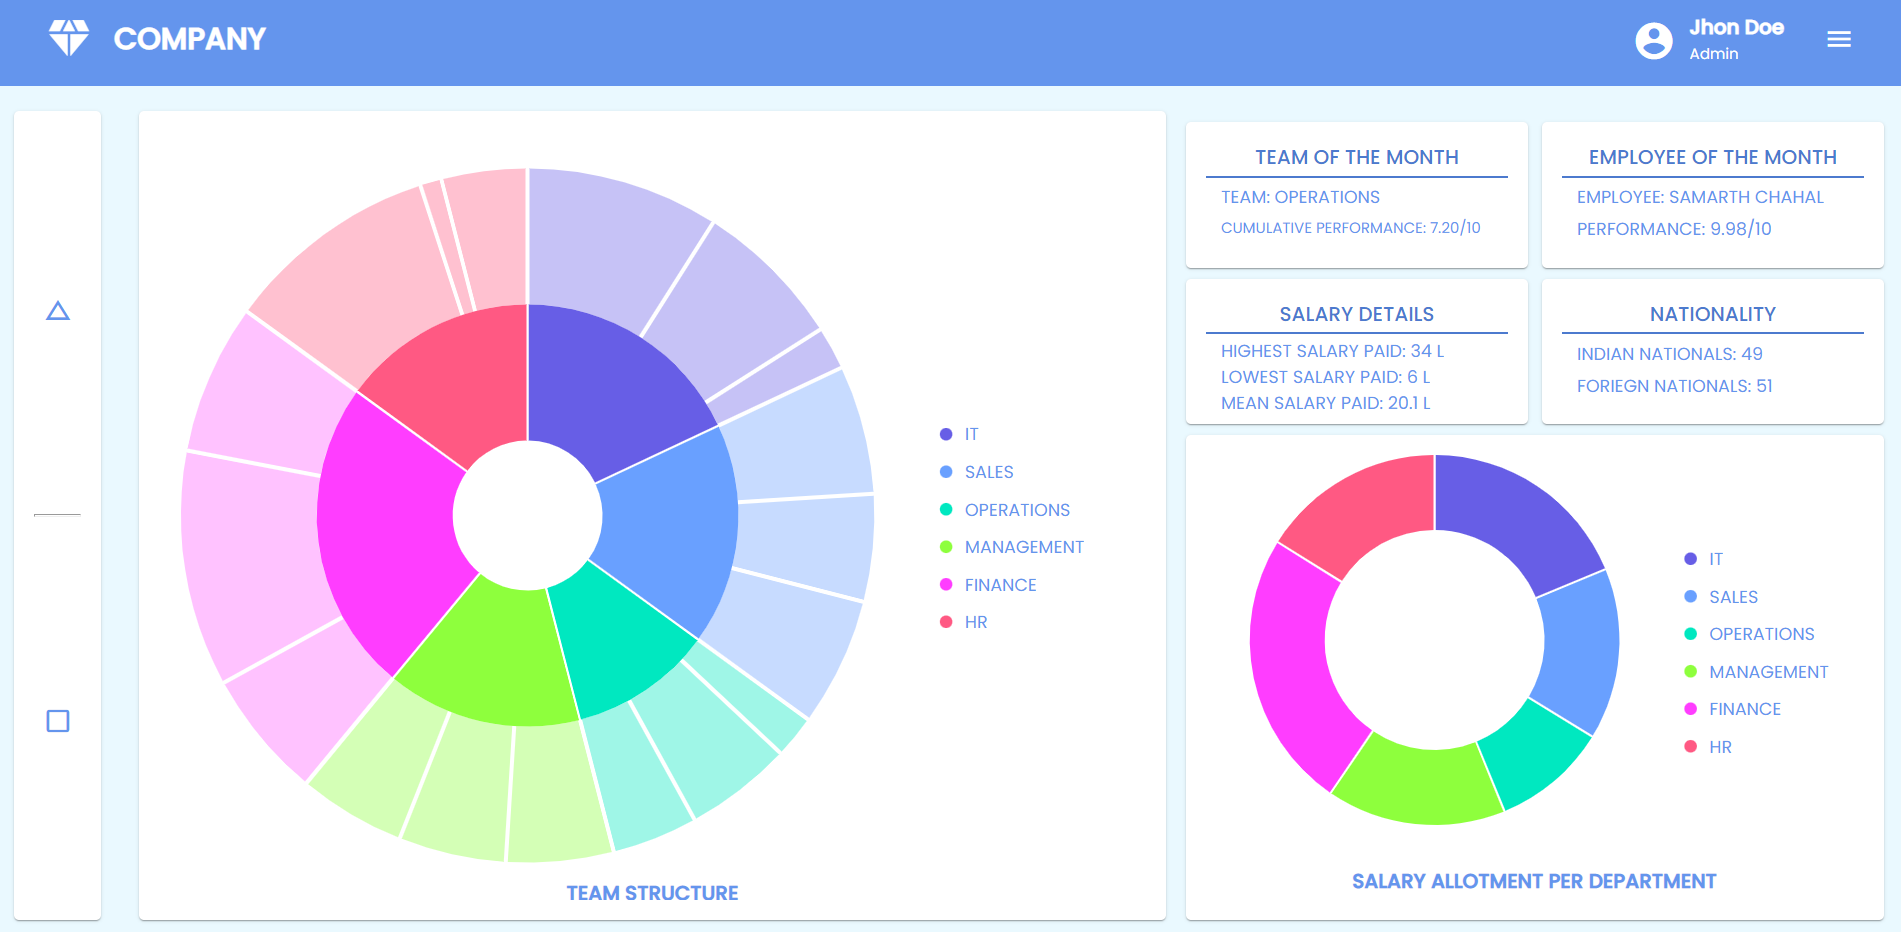 COMPANY
Jhon Doe
Admin
IT
SALES
OPERATIONS
MANAGEMENT
FINANCE
HR
TEAM STRUCTURE
TEAM OF THE MONTH
TEAM: OPERATIONS
CUMULATIVE PERFORMANCE: 7.20/10
EMPLOYEE OF THE MONTH
EMPLOYEE: SAMARTH CHAHAL
PERFORMANCE: 9.98/10
SALARY DETAILS
HIGHEST SALARY PAID: 34 L
LOWEST SALARY PAID: 6 L
MEAN SALARY PAID: 20.1 L
NATIONALITY
INDIAN NATIONALS: 49
FORIEGN NATIONALS: 51
IT
SALES
OPERATIONS
MANAGEMENT
FINANCE
HR
SALARY ALLOTMENT PER DEPARTMENT